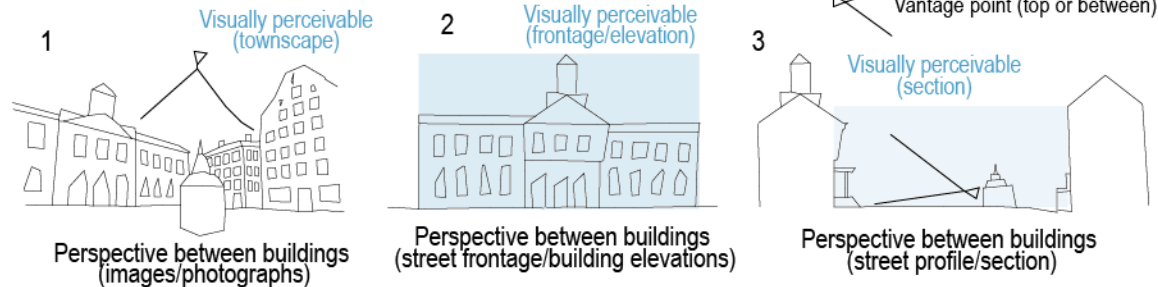 Vantage point (top or between)
1
Visually perceivable
(townscape)
Perspective between buildings
(images/photographs)
2
Visually perceivable
(frontage/elevation)
Perspective between buildings
(street frontage/building elevations)
3
Visually perceivable
(section)
Perspective between buildings
(street profile/section)